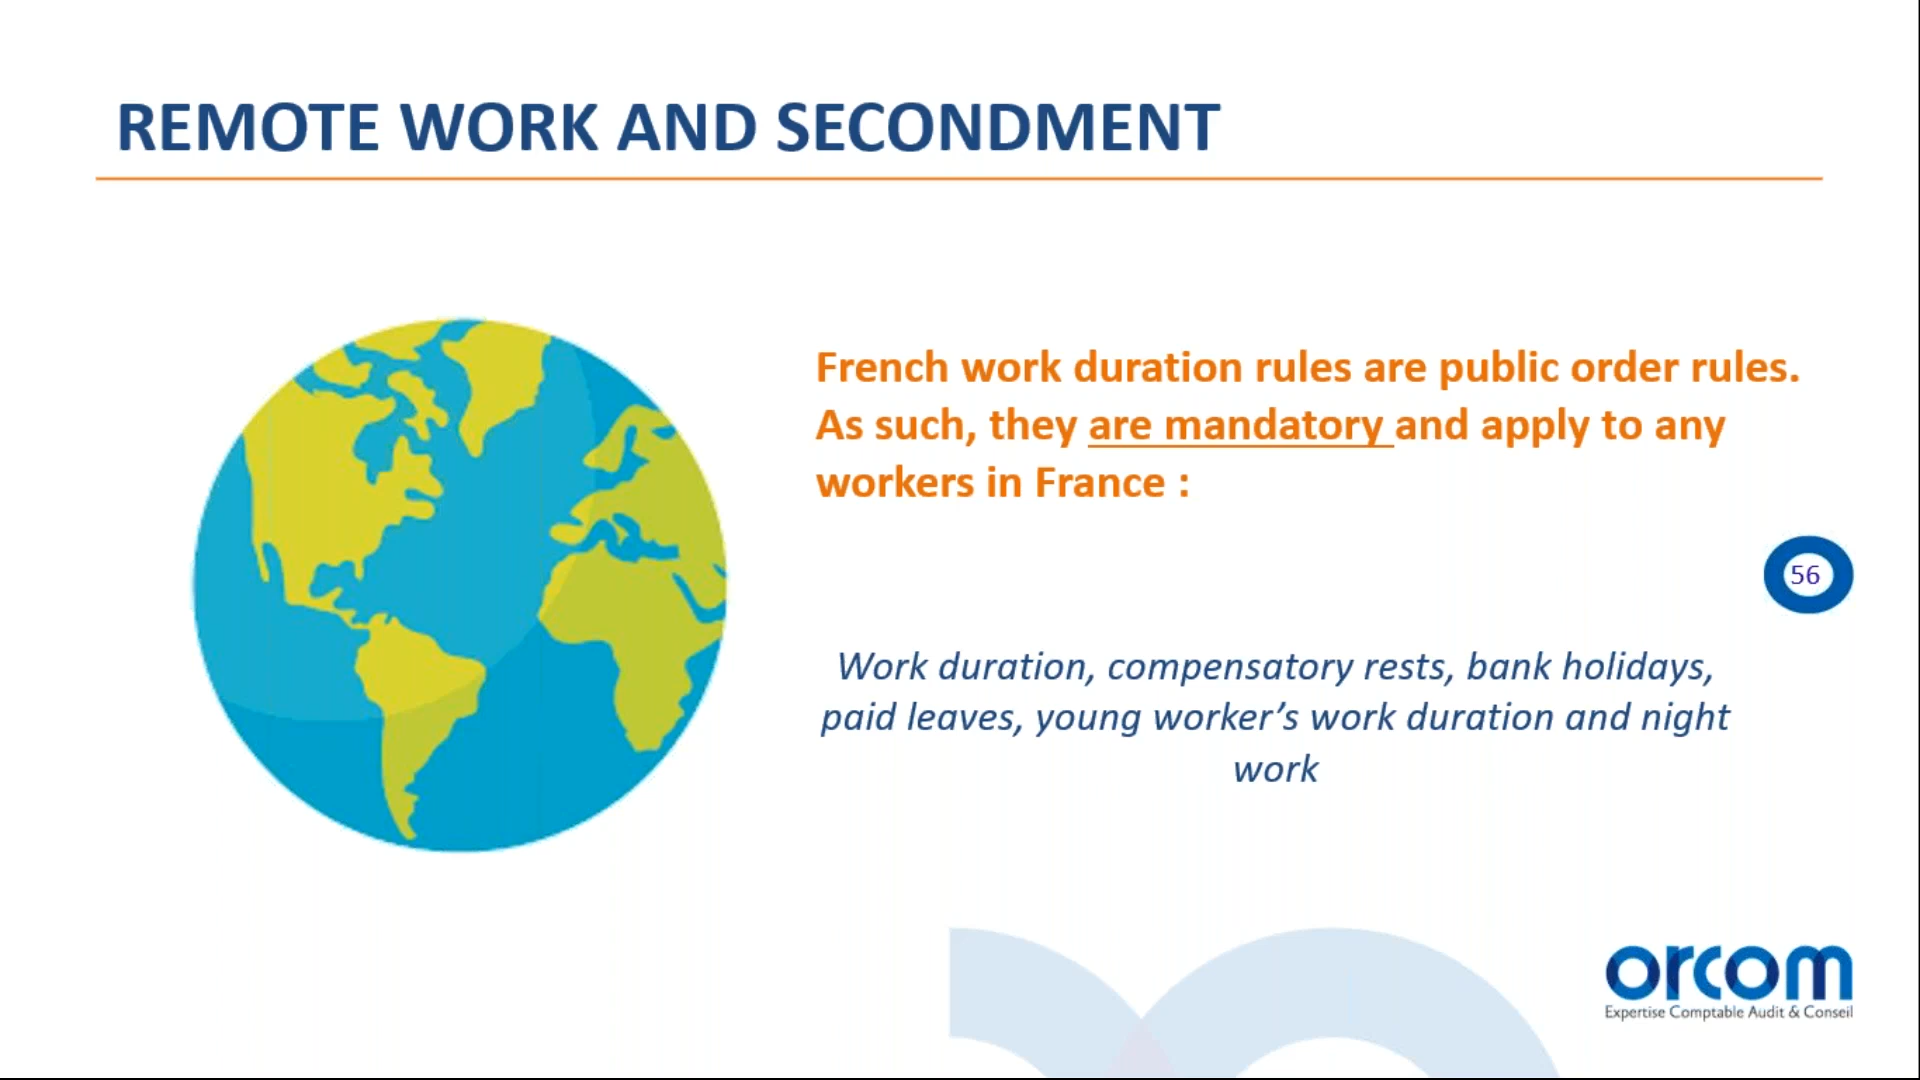 REMOTE WORK AND SECONDMENT
French work duration rules are public order rules.
As such, they are mandatory and apply to any
workers in France :
56
Work duration, compensatory rests, bank holidays,
paid leaves, young worker’s work duration and night
work
orcom
Expertise Comptable Audit & Conseil